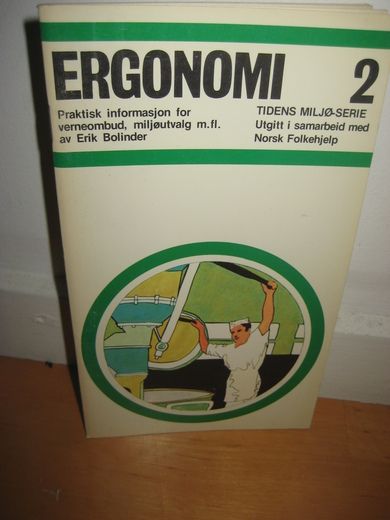 ERGONOMI 2
Praktisk informasjon for
verneombud, miljøutvalg m.fl.
av Erik Bolinder
TIDENS MILJØ-SERIE
Utgitt i samarbeid med
Norsk Folkehjelp